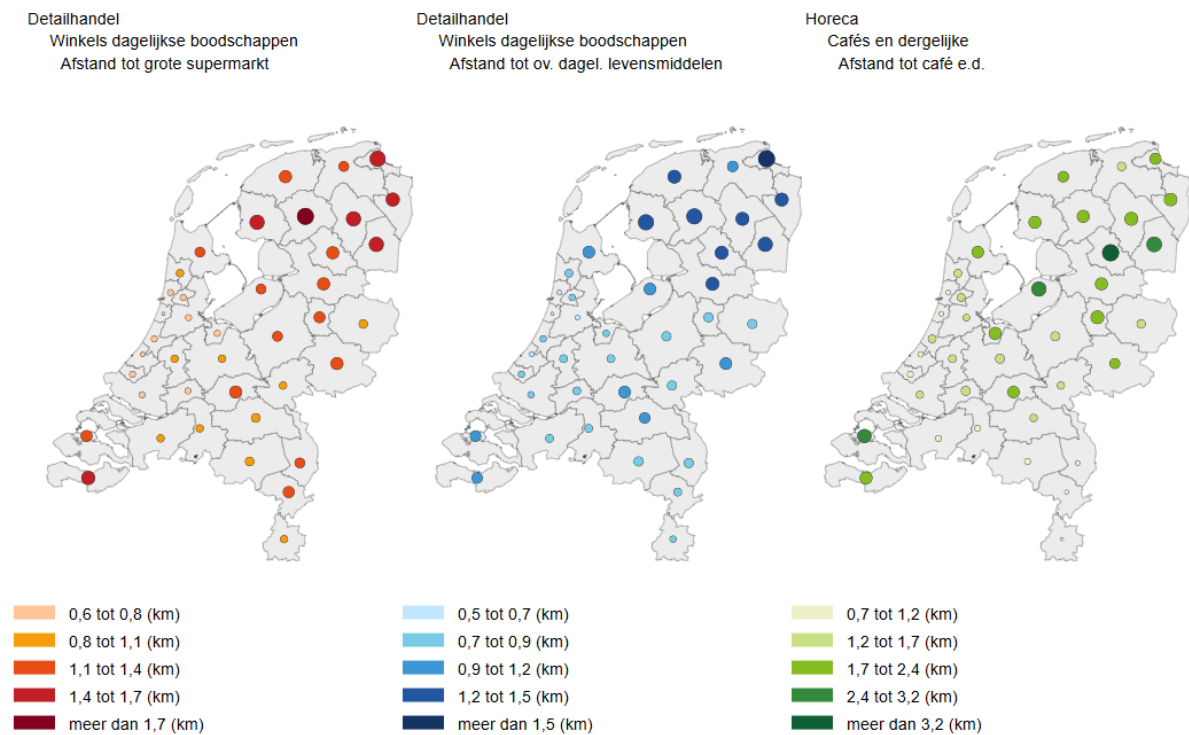 Detailhandel
Winkels dagelijkse boodschappen
Afstand tot grote supermarkt
Detailhandel
Winkels dagelijkse boodschappen
Afstand tot ov. dagel. levensmiddelen
Horeca
Cafés en dergelijke
Afstand tot café e.d.
0,6 tot 0,8 (km)
0,8 tot 1,1 (km)
1,1 tot 1,4 (km)
1,4 tot 1,7 (km)
meer dan 1,7 (km)
0,5 tot 0,7 (km)
0,7 tot 0,9 (km)
0,9 tot 1,2 (km)
1,2 tot 1,5 (km)
meer dan 1,5 (km)
0,7 tot 1,2 (km)
1,2 tot 1,7 (km)
1,7 tot 2,4 (km)
2,4 tot 3,2 (km)
meer dan 3,2 (km)